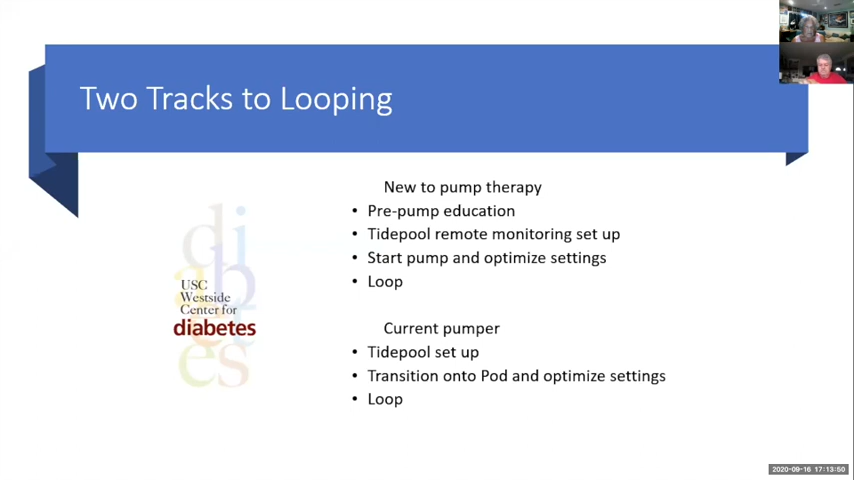 Two Tracks to Looping
New to pump therapy
• Pre-pump education
• Tidepool remote monitoring set up
• Start pump and optimize settings
• Loop
Current pumper
• Tidepool set up
• Transition onto Pod and optimize settings
• Loop
diabetes
USC
Westside
Center for
diabetes
2020-09-16 17:13:50